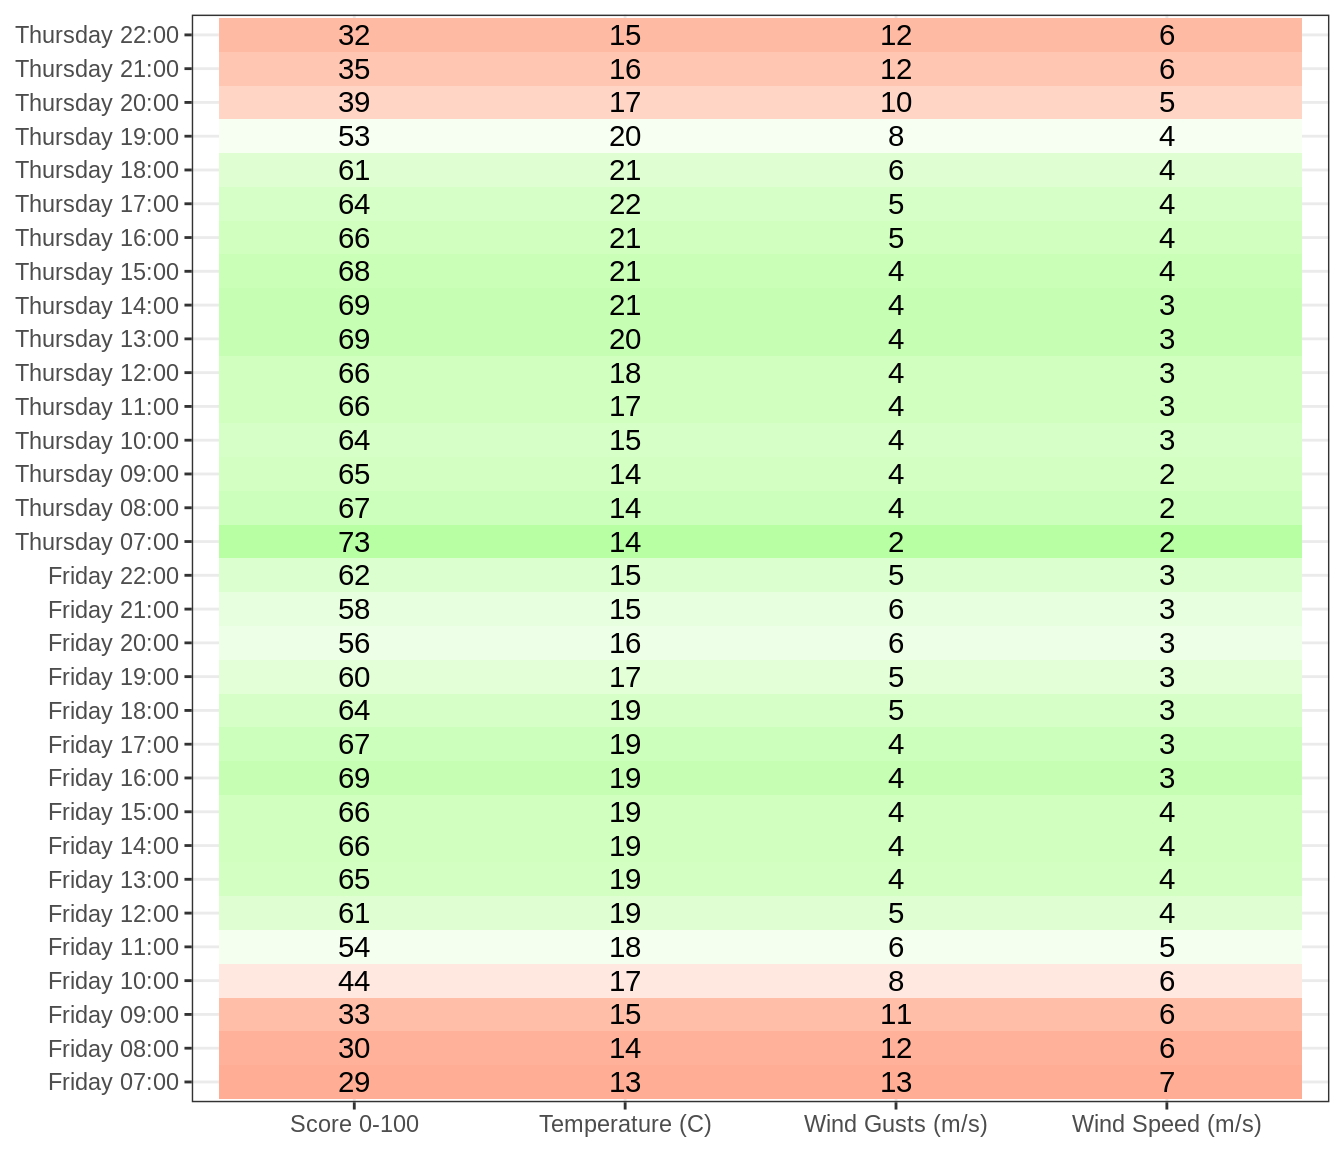 Thursday 22:00 32 15 12 6
Thursday 21:00 35 16 12 6
Thursday 20:00 39 17 10 5
Thursday 19:00 53 20 8 4
Thursday 18:00 61 21 6 4
Thursday 17:00 64 22 5 4
Thursday 16:00 66 21 5 4
Thursday 15:00 68 21 4 4
Thursday 14:00 69 21 4 3
Thursday 13:00 69 20 4 3
Thursday 12:00 66 18 4 3
Thursday 11:00 66 17 4 3
Thursday 10:00 64 15 4 3
Thursday 09:00 65 14 4 2
Thursday 08:00 67 14 4 2
Thursday 07:00 73 14 2 2
Friday 22:00 62 15 5 3
Friday 21:00 58 15 6 3
Friday 20:00 56 16 6 3
Friday 19:00 60 17 5 3
Friday 18:00 64 19 5 3
Friday 17:00 67 19 4 3
Friday 16:00 69 19 4 3
Friday 15:00 66 19 4 4
Friday 14:00 66 19 4 4
Friday 13:00 65 19 4 4
Friday 12:00 61 19 5 4
Friday 11:00 54 18 6 5
Friday 10:00 44 17 8 6
Friday 09:00 33 15 11 6
Friday 08:00 30 14 12 6
Friday 07:00 29 13 13 7
Score 0-100 Temperature (C) Wind Gusts (m/s) Wind Speed (m/s)